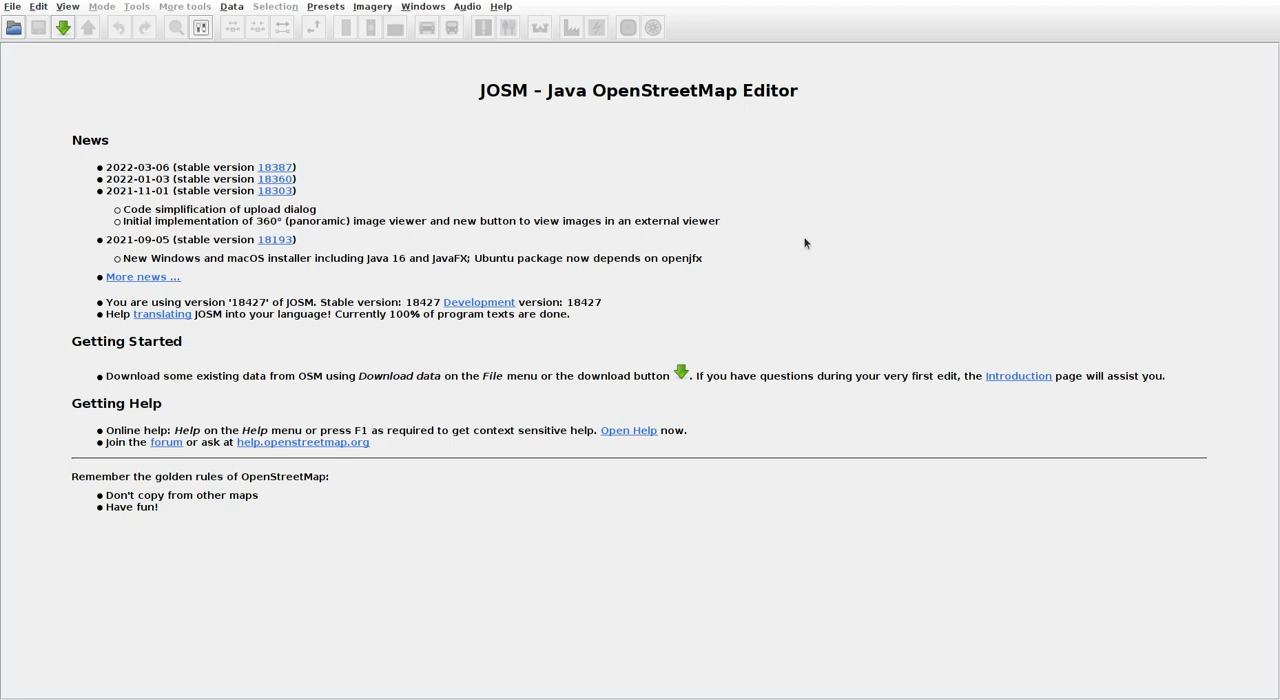 File Edit View Mode Tools More tools Data Selection Presets Imagery Windows Audio Help
JOSM – Java OpenStreetMap Editor
News
● 2022-03-06 (stable version 18387)
● 2022-01-03 (stable version 18360)
● 2021-11-01 (stable version 18303)
○ Code simplification of upload dialog
○ Initial implementation of 360° (panoramic) image viewer and new button to view images in an external viewer
● 2021-09-05 (stable version 18193)
○ New Windows and macOS installer including Java 16 and JavaFX; Ubuntu package now depends on openjfx
● More news ...
● You are using version '18427' of JOSM. Stable version: 18427 Development version: 18427
● Help translating JOSM into your language! Currently 100% of program texts are done.
Getting Started
● Download some existing data from OSM using Download data on the File menu or the download button . If you have questions during your very first edit, the Introduction page will assist you.
Getting Help
● Online help: Help on the Help menu or press F1 as required to get context sensitive help. Open Help now.
● Join the forum or ask at help.openstreetmap.org
Remember the golden rules of OpenStreetMap:
● Don't copy from other maps
● Have fun!